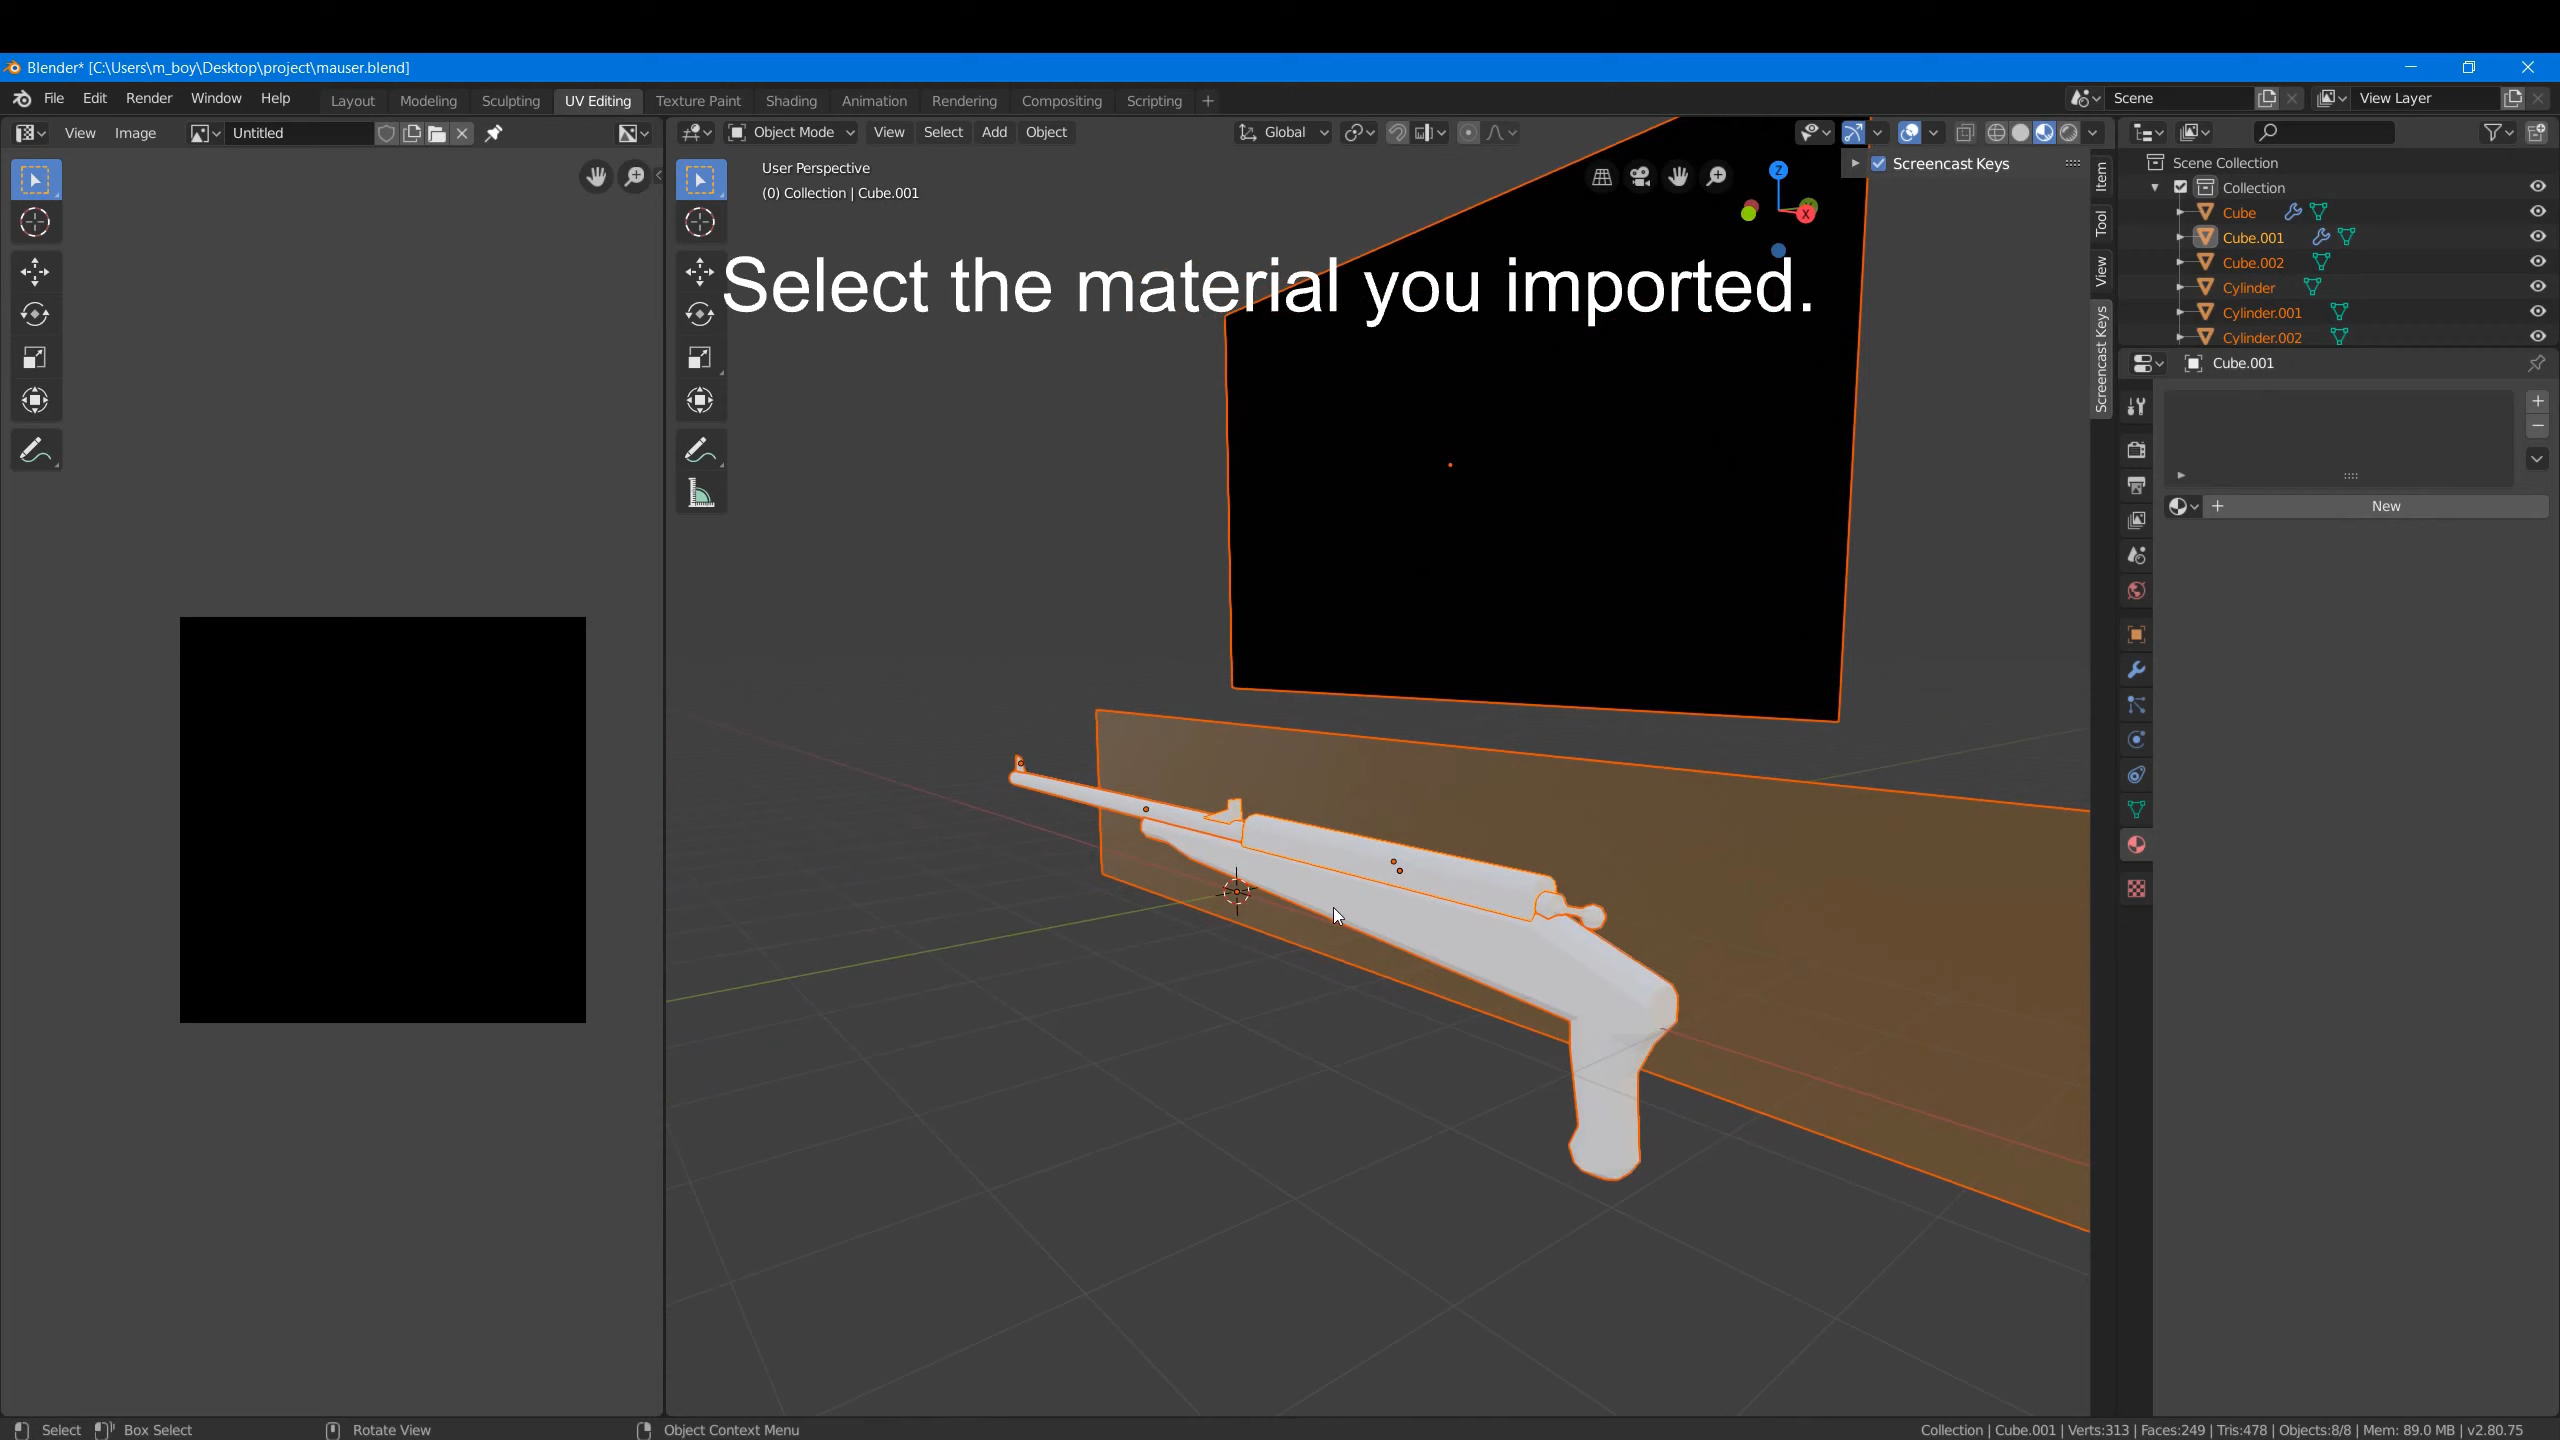 Blender* [C:\Users\m_boy\Desktop\project\mauser.blend]
File Edit Render Window Help Layout Modeling Sculpting UV Editing Texture Paint Shading Animation Rendering Compositing Scripting + Scene View Layer
View Image Untitled Object Mode View Select Add Object Global
User Perspective
(0) Collection | Cube.001
Z
X
Screencast Keys
Item
Tool
View
Screencast Keys
Select the material you imported.
Scene Collection
Collection
Cube
Cube.001
Cube.002
Cylinder
Cylinder.001
Cylinder.002
Cube.001
New
Select Box Select Rotate View Object Context Menu Collection | Cube.001 | Verts:313 | Faces:249 | Tris:478 | Objects:8/8 | Mem: 89.0 MB | v2.80.75